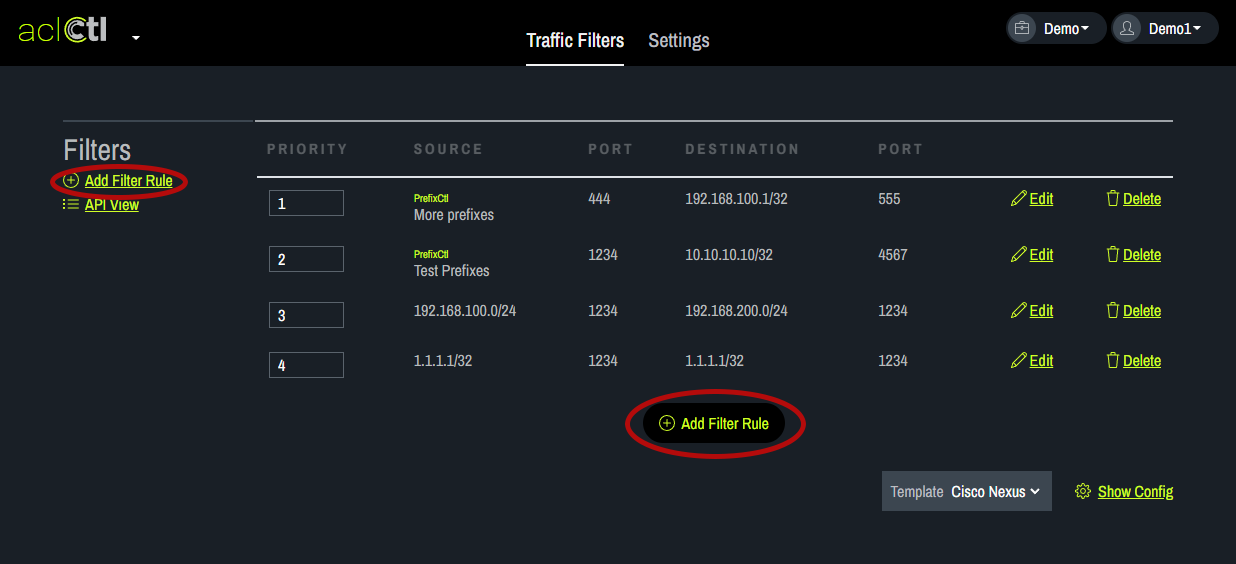 aclCtl
Traffic Filters Settings Demo Demo1
Filters
Add Filter Rule
API View
PRIORITY SOURCE PORT DESTINATION PORT
1 PrefixCtl More prefixes 444 192.168.100.1/32 555 Edit Delete
2 PrefixCtl Test Prefixes 1234 10.10.10.10/32 4567 Edit Delete
3 192.168.100.0/24 1234 192.168.200.0/24 1234 Edit Delete
4 1.1.1.1/32 1234 1.1.1.1/32 1234 Edit Delete
Add Filter Rule
Template Cisco Nexus Show Config